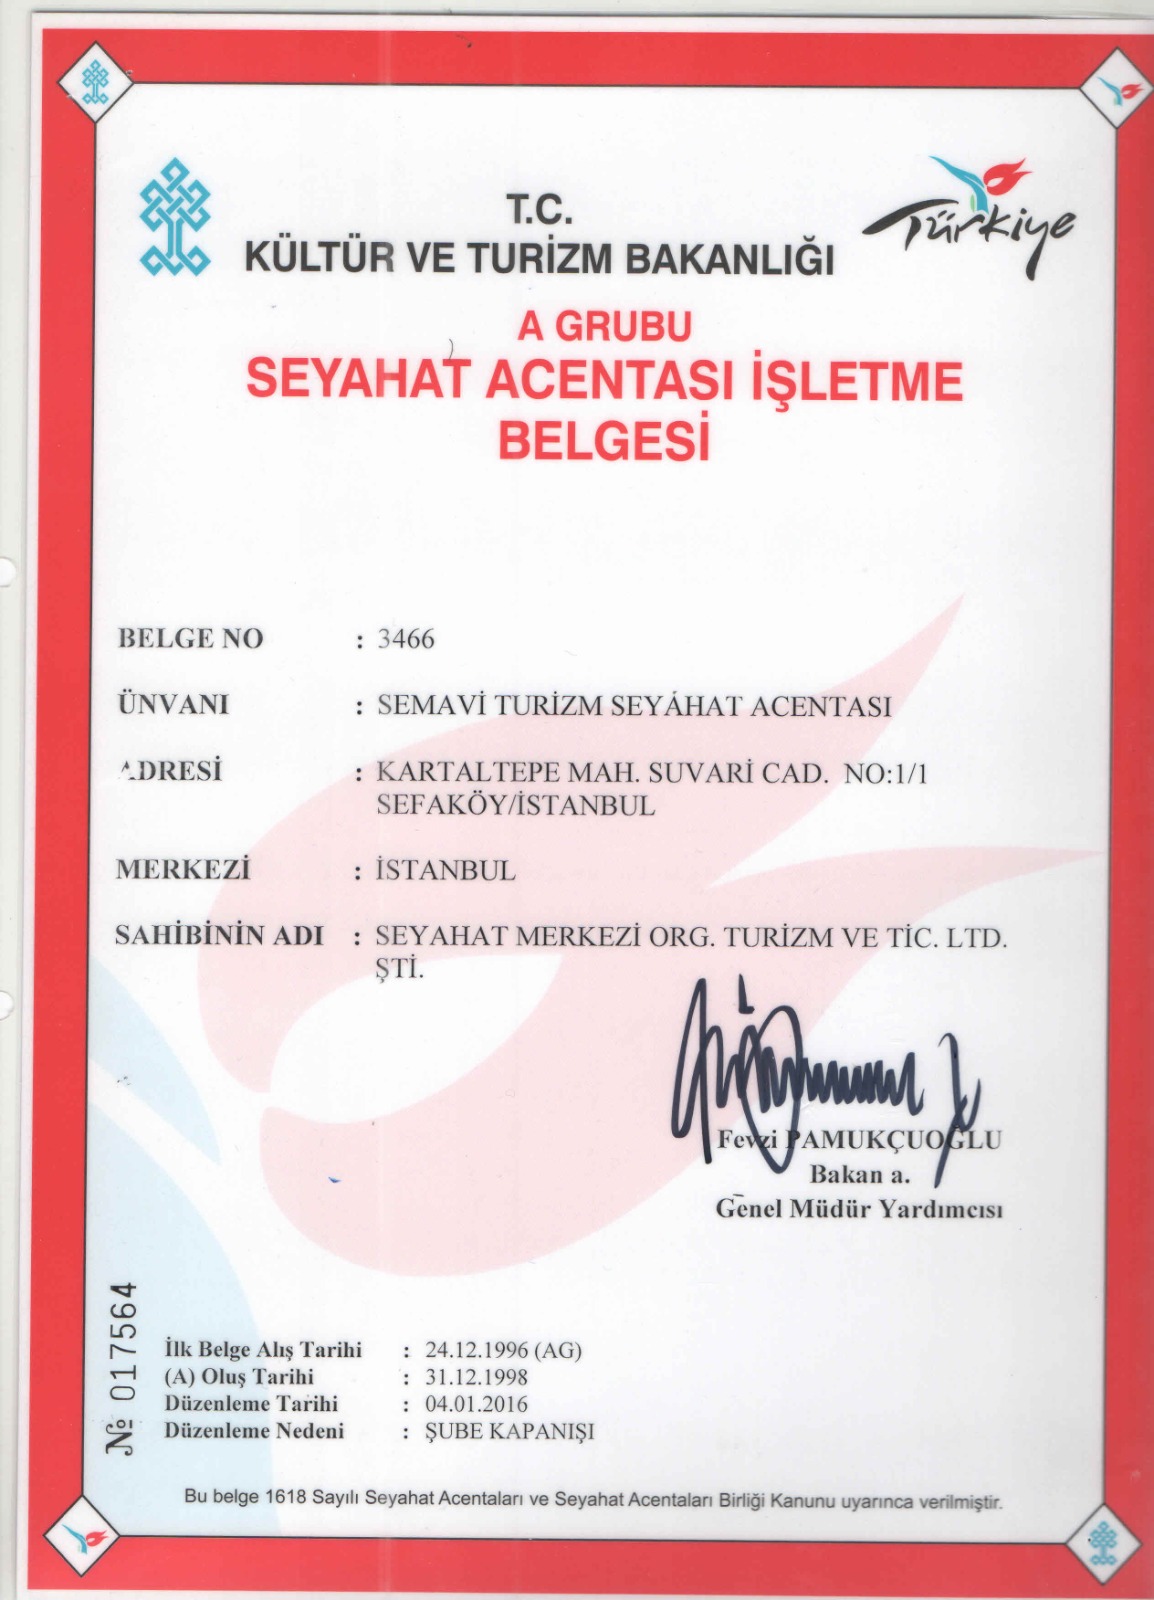 T.C.
KÜLTÜR VE TURİZM BAKANLIĞI
Türkiye
A GRUBU
SEYAHAT ACENTASI İŞLETME
BELGESİ
BELGE NO : 3466
ÜNVANI : SEMAVİ TURİZM SEYAHAT ACENTASI
ADRESİ : KARTALTEPE MAH. SUVARİ CAD. NO:1/1
SEFAKÖY/İSTANBUL
MERKEZİ : İSTANBUL
SAHİBİNİN ADI : SEYAHAT MERKEZİ ORG. TURİZM VE TİC. LTD.
ŞTİ.
Fevzi PAMUKÇUOĞLU
Bakan a.
Genel Müdür Yardımcısı
№ 017564
İlk Belge Alış Tarihi : 24.12.1996 (AG)
(A) Oluş Tarihi : 31.12.1998
Düzenleme Tarihi : 04.01.2016
Düzenleme Nedeni : ŞUBE KAPANIŞI
Bu belge 1618 Sayılı Seyahat Acentaları ve Seyahat Acentaları Birliği Kanunu uyarınca verilmiştir.